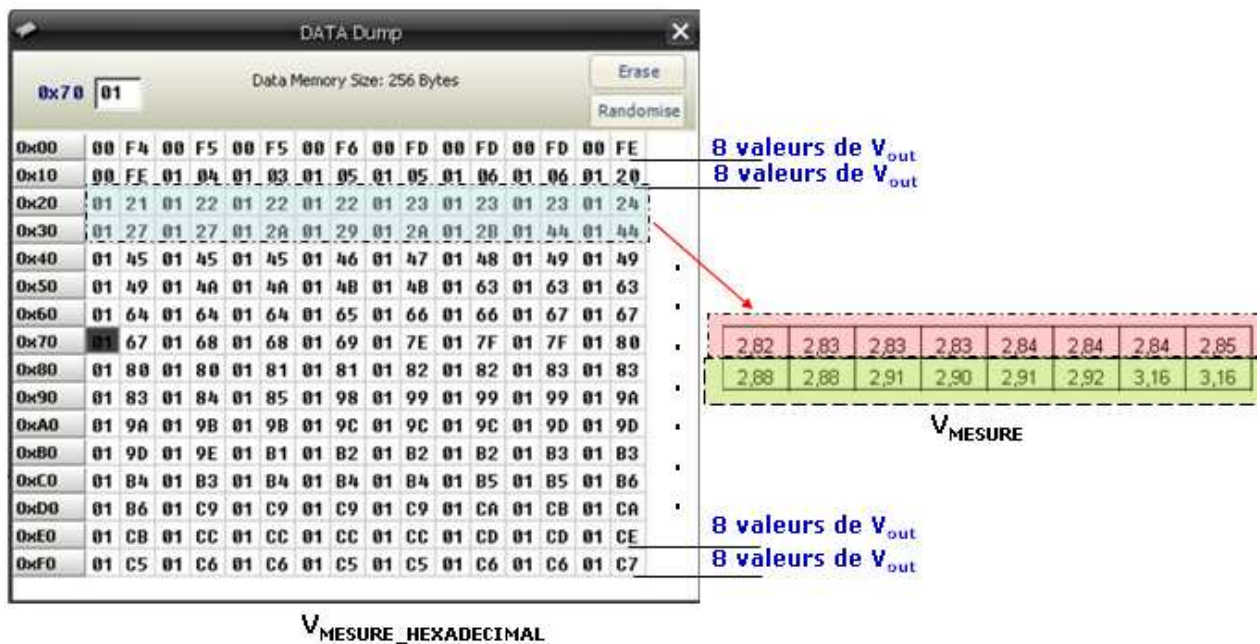 DATA Dump
0x70 01 Data Memory Size: 256 Bytes Erase
Randomise
0x00 00 F4 00 F5 00 F5 00 F6 00 FD 00 FD 00 FD 00 FE 8 valeurs de Vout
0x10 00 FE 01 04 01 03 01 05 01 05 01 06 01 06 01 20 8 valeurs de Vout
0x20 01 21 01 22 01 22 01 22 01 23 01 23 01 23 01 24
0x30 01 27 01 27 01 2A 01 29 01 2A 01 2B 01 44 01 44
0x40 01 45 01 45 01 45 01 46 01 47 01 48 01 49 01 49
0x50 01 49 01 4A 01 4A 01 4B 01 4B 01 63 01 63 01 63
0x60 01 64 01 64 01 64 01 65 01 66 01 66 01 67 01 67
0x70 01 67 01 68 01 68 01 69 01 7E 01 7F 01 7F 01 80
0x80 01 80 01 80 01 81 01 81 01 82 01 82 01 83 01 83
0x90 01 83 01 84 01 85 01 98 01 99 01 99 01 99 01 9A
0xA0 01 9A 01 9B 01 9B 01 9C 01 9C 01 9C 01 9D 01 9D
0xB0 01 9D 01 9E 01 B1 01 B2 01 B2 01 B2 01 B3 01 B3
0xC0 01 B4 01 B3 01 B4 01 B4 01 B4 01 B5 01 B5 01 B6
0xD0 01 B6 01 C9 01 C9 01 C9 01 C9 01 CA 01 CB 01 CA
0xE0 01 CB 01 CC 01 CC 01 CC 01 CC 01 CD 01 CD 01 CE 8 valeurs de Vout
0xF0 01 C5 01 C6 01 C6 01 C5 01 C5 01 C6 01 C6 01 C7 8 valeurs de Vout
2,82 2,83 2,83 2,83 2,84 2,84 2,84 2,85
2,88 2,88 2,91 2,90 2,91 2,92 3,16 3,16
VMESURE
VMESURE_HEXADECIMAL